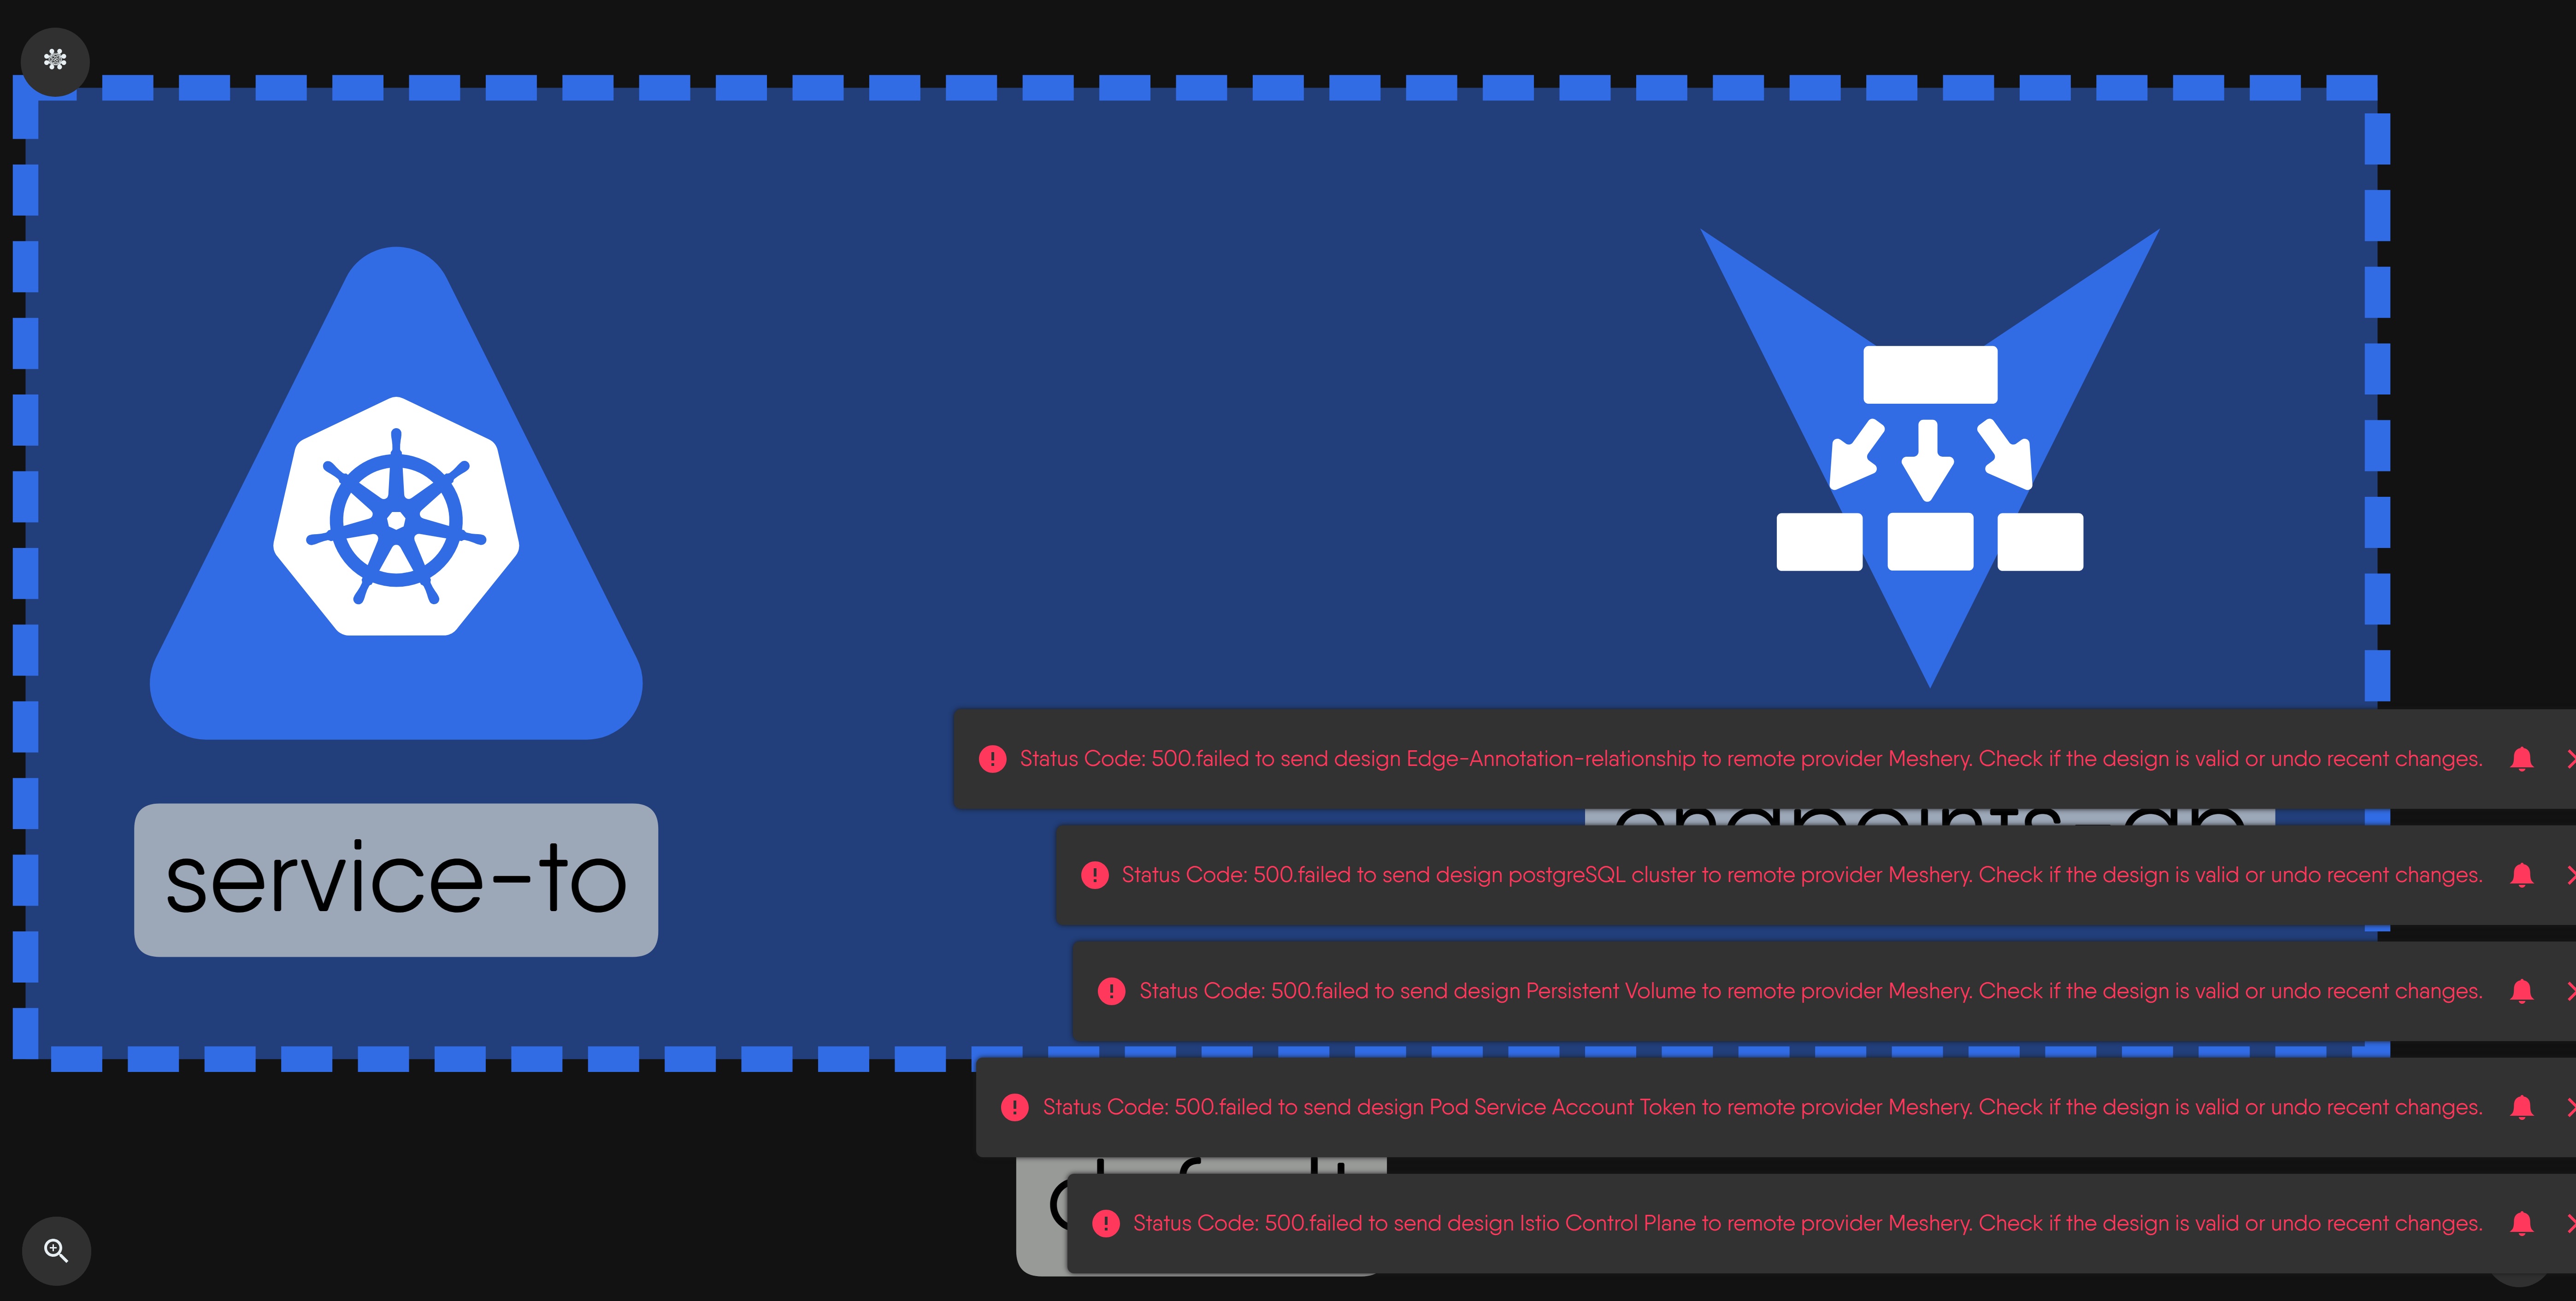 Status Code: 500.failed to send design Edge-Annotation-relationship to remote provider Meshery. Check if the design is valid or undo recent changes.
service-to
Status Code: 500.failed to send design postgreSQL cluster to remote provider Meshery. Check if the design is valid or undo recent changes.
Status Code: 500.failed to send design Persistent Volume to remote provider Meshery. Check if the design is valid or undo recent changes.
Status Code: 500.failed to send design Pod Service Account Token to remote provider Meshery. Check if the design is valid or undo recent changes.
Status Code: 500.failed to send design Istio Control Plane to remote provider Meshery. Check if the design is valid or undo recent changes.